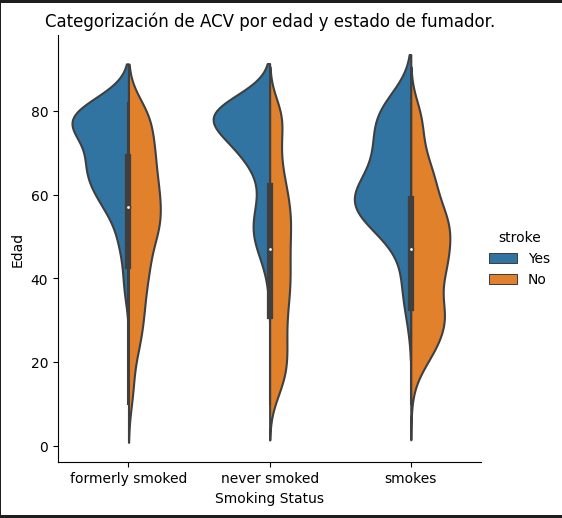 Categorización de ACV por edad y estado de fumador.
80
60
40
20
0
Edad
formerly smoked
never smoked
smokes
Smoking Status
stroke
Yes
No